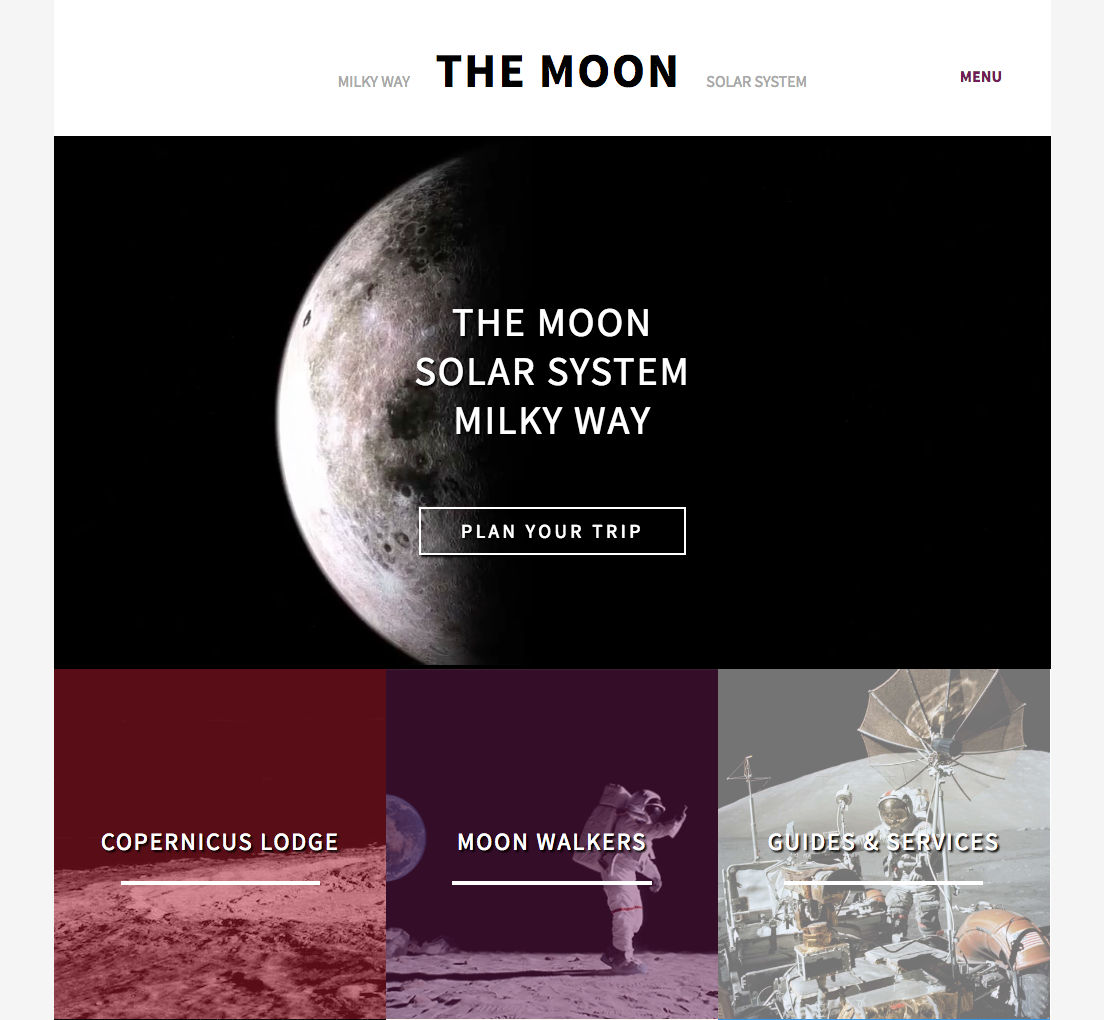 MILKY WAY THE MOON SOLAR SYSTEM MENU
THE MOON
SOLAR SYSTEM
MILKY WAY
PLAN YOUR TRIP
COPERNICUS LODGE
MOON WALKERS
GUIDES & SERVICES